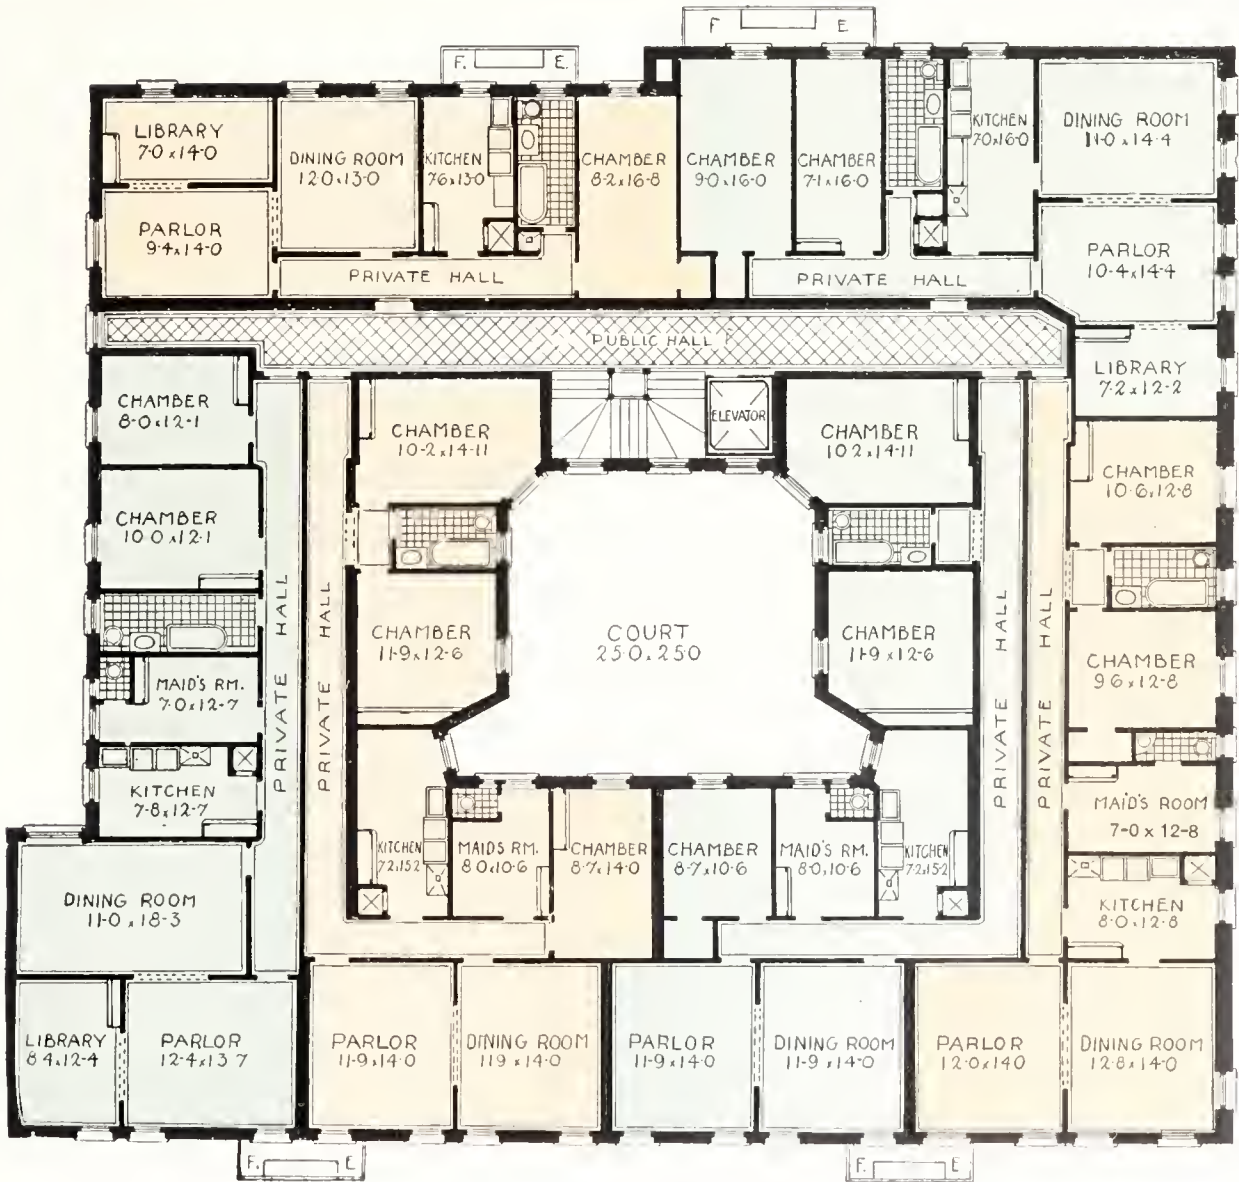 F. E.
F. E.
LIBRARY
7-0 x 14-0
DINING ROOM
12-0 x 13-0
KITCHEN
7-6 x 13-0
CHAMBER
8-2 x 16-8
CHAMBER
9-0 x 16-0
CHAMBER
7-1 x 16-0
KITCHEN
7-0 x 16-0
DINING ROOM
11-0 x 14-4
PARLOR
9-4 x 14-0
PRIVATE HALL
PRIVATE HALL
PARLOR
10-4 x 14-4
PUBLIC HALL
LIBRARY
7-2 x 12-2
CHAMBER
8-0 x 12-1
CHAMBER
10-2 x 14-11
ELEVATOR
CHAMBER
10-2 x 14-11
CHAMBER
10-6 x 12-8
CHAMBER
10-0 x 12-1
PRIVATE HALL
PRIVATE HALL
CHAMBER
11-9 x 12-6
COURT
25-0 x 25-0
CHAMBER
11-9 x 12-6
PRIVATE HALL
PRIVATE HALL
CHAMBER
9-6 x 12-8
MAID'S RM.
7-0 x 12-7
KITCHEN
7-8 x 12-7
MAID'S ROOM
7-0 x 12-8
KITCHEN
7-2 x 15-2
MAID'S RM.
8-0 x 10-6
CHAMBER
8-7 x 14-0
CHAMBER
8-7 x 10-6
MAID'S RM.
8-0 x 10-6
KITCHEN
7-2 x 15-2
KITCHEN
8-0 x 12-8
DINING ROOM
11-0 x 18-3
LIBRARY
8-4 x 12-4
PARLOR
12-4 x 13-7
PARLOR
11-9 x 14-0
DINING ROOM
11-9 x 14-0
PARLOR
11-9 x 14-0
DINING ROOM
11-9 x 14-0
PARLOR
12-0 x 14-0
DINING ROOM
12-8 x 14-0
F. E.
F. E.